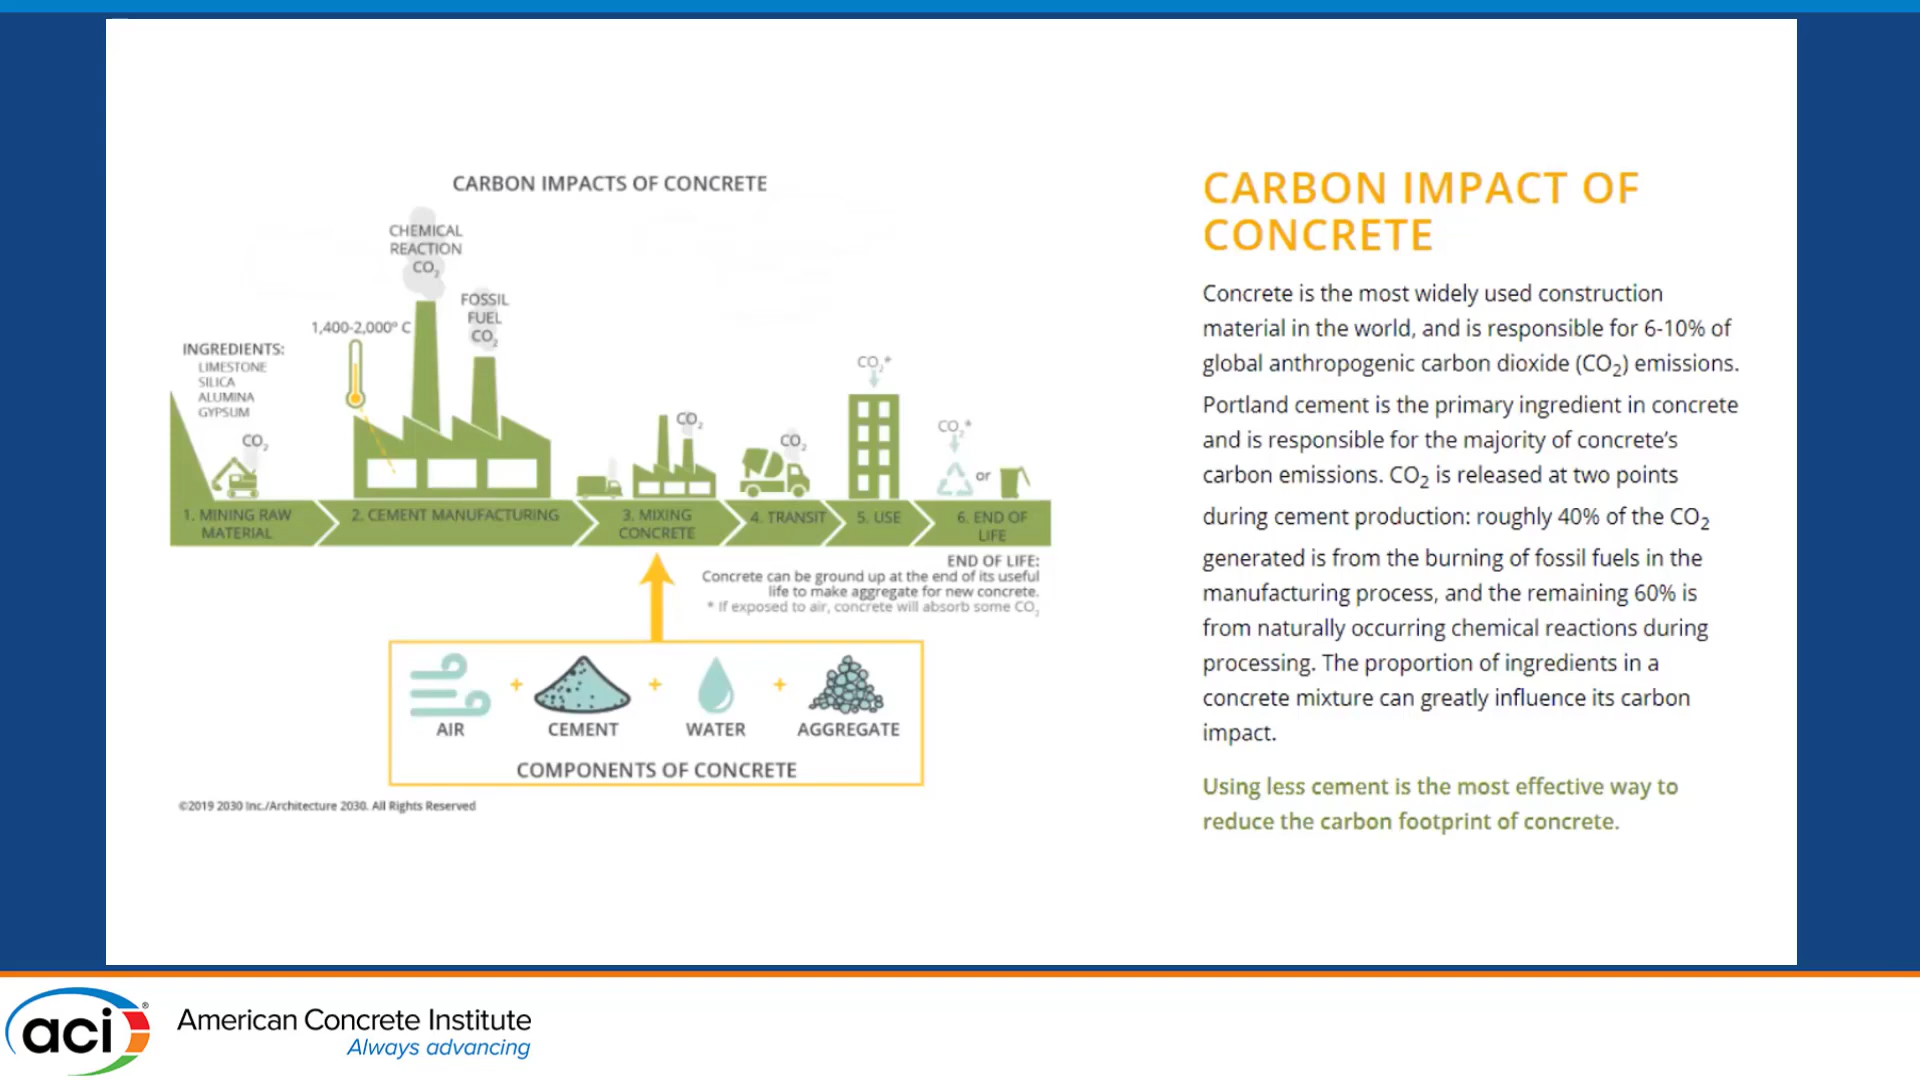 CARBON IMPACTS OF CONCRETE
CHEMICAL
REACTION
CO₂
FOSSIL
FUEL
CO₂
1,400-2,000° C
INGREDIENTS:
LIMESTONE
SILICA
ALUMINA
GYPSUM
CO₂
CO₂
CO₂
CO₂*
CO₂*
or
1. MINING RAW
MATERIAL
2. CEMENT MANUFACTURING
3. MIXING
CONCRETE
4. TRANSIT
5. USE
6. END OF
LIFE
END OF LIFE:
Concrete can be ground up at the end of its useful
life to make aggregate for new concrete.
* If exposed to air, concrete will absorb some CO₂
AIR
+
CEMENT
+
WATER
+
AGGREGATE
COMPONENTS OF CONCRETE
©2019 2030 Inc./Architecture 2030. All Rights Reserved
CARBON IMPACT OF
CONCRETE
Concrete is the most widely used construction
material in the world, and is responsible for 6-10% of
global anthropogenic carbon dioxide (CO₂) emissions.
Portland cement is the primary ingredient in concrete
and is responsible for the majority of concrete's
carbon emissions. CO₂ is released at two points
during cement production: roughly 40% of the CO₂
generated is from the burning of fossil fuels in the
manufacturing process, and the remaining 60% is
from naturally occurring chemical reactions during
processing. The proportion of ingredients in a
concrete mixture can greatly influence its carbon
impact.
Using less cement is the most effective way to
reduce the carbon footprint of concrete.
aci®
American Concrete Institute
Always advancing